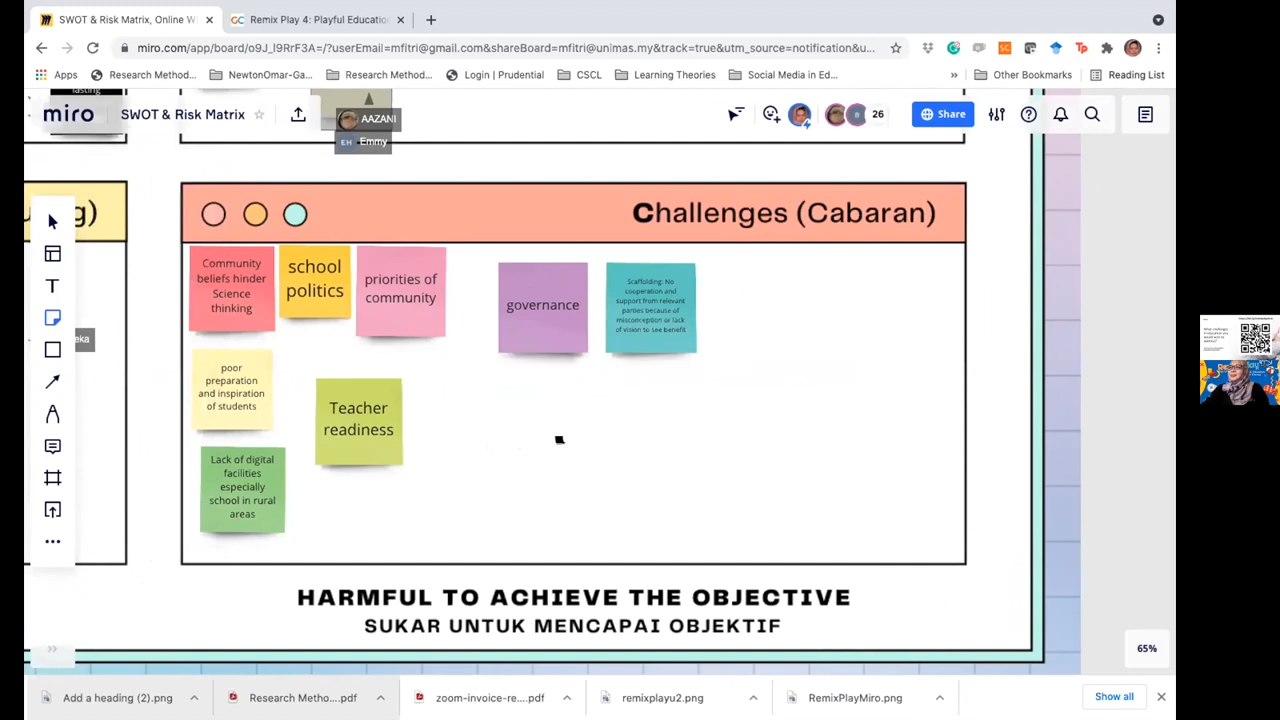 SWOT & Risk Matrix, Online W
Remix Play 4: Playful Educatio
miro.com/app/board/o9J_l9RrF3A=/?userEmail=mfitri@gmail.com&shareBoard=mfitri@unimas.my&track=true&utm_source=notification&u...
Apps
Research Method...
NewtonOmar-Ga...
Research Method...
Login | Prudential
CSCL
Learning Theories
Social Media in Ed...
»
Other Bookmarks
Reading List
lasting
miro
SWOT & Risk Matrix
AAZANI
EH Emmy
26
Share
g)
Challenges (Cabaran)
Community
beliefs hinder
Science
thinking
school
politics
priorities of
community
governance
Scaffolding: No
cooperation and
support from relevant
parties because of
misconception or lack
of vision to see benefit
eka
poor
preparation
and inspiration
of students
Teacher
readiness
Lack of digital
facilities
especially
school in rural
areas
HARMFUL TO ACHIEVE THE OBJECTIVE
SUKAR UNTUK MENCAPAI OBJEKTIF
65%
Add a heading (2).png
Research Metho....pdf
zoom-invoice-re....pdf
remixplayu2.png
RemixPlayMiro.png
Show all